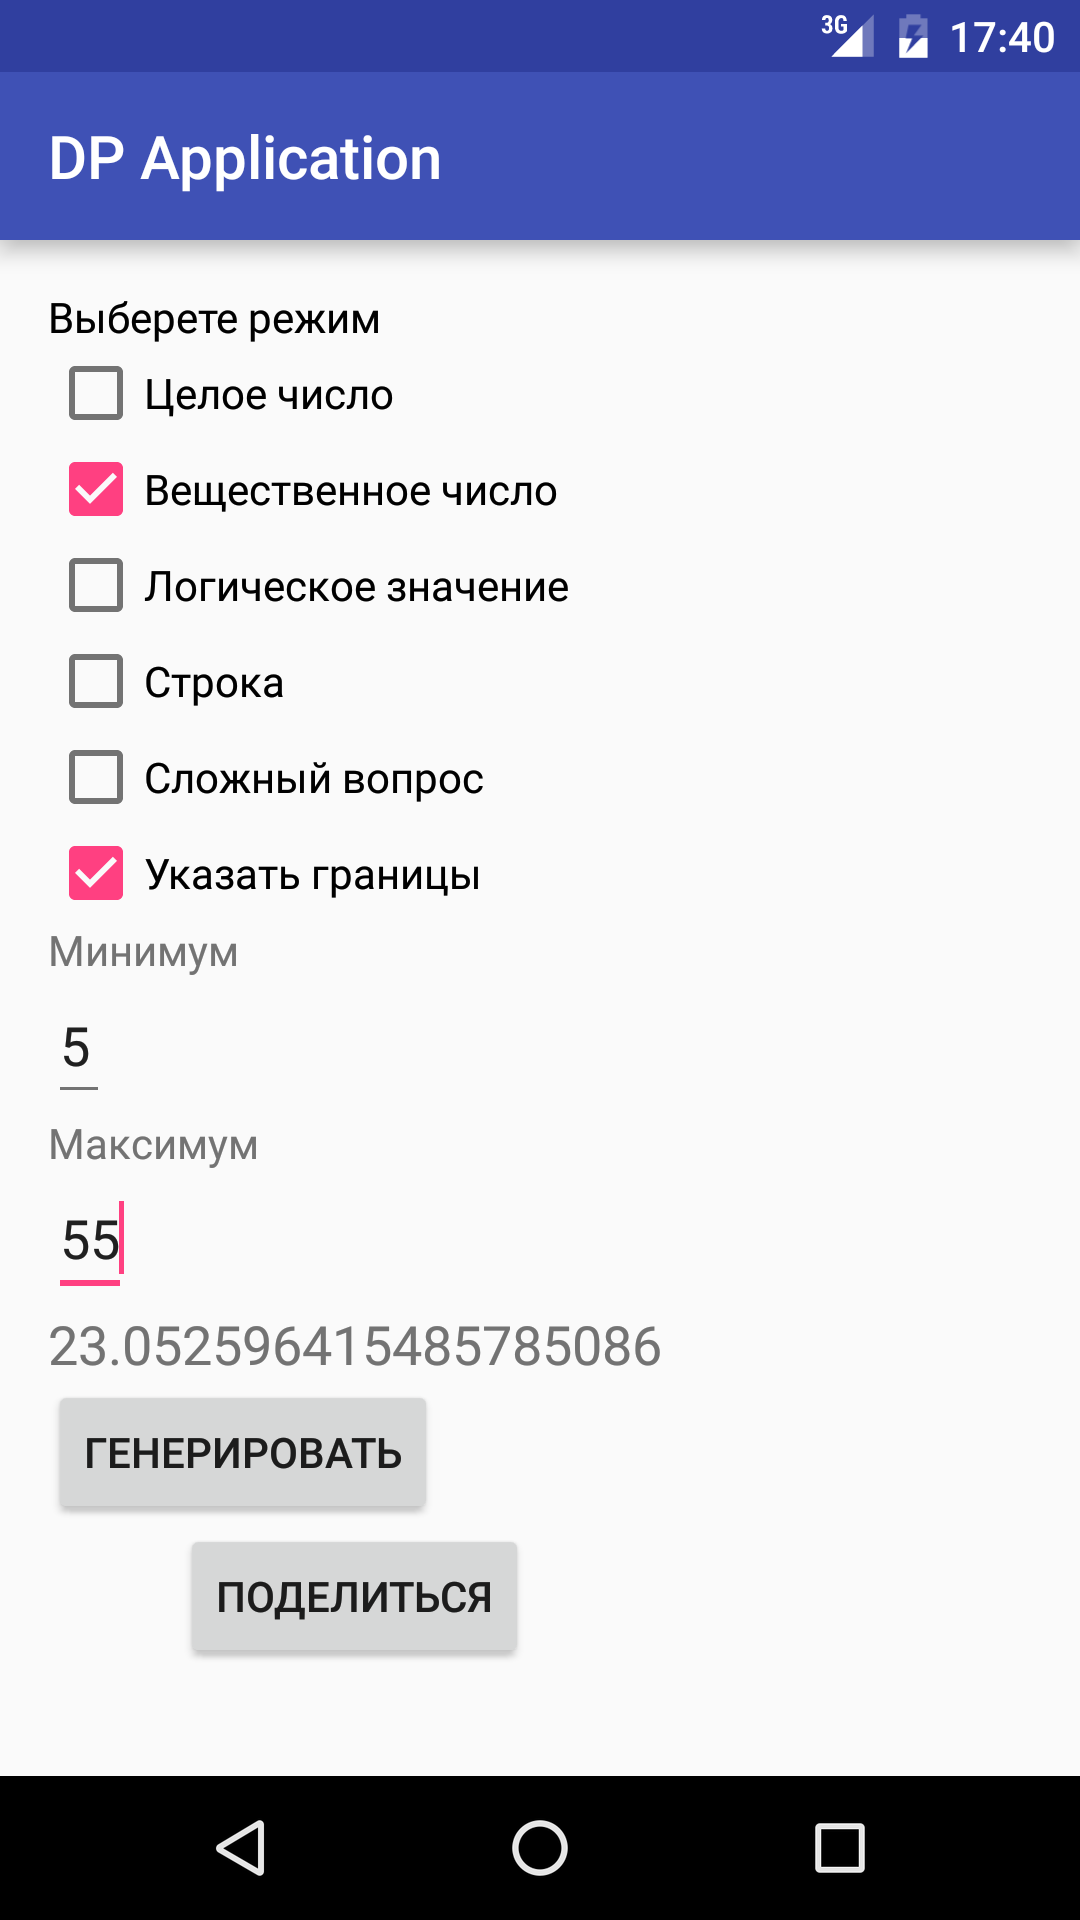 3G 17:40
DP Application
Выберете режим
Целое число
Вещественное число
Логическое значение
Строка
Сложный вопрос
Указать границы
Минимум
5
Максимум
55
23.052596415485785086
ГЕНЕРИРОВАТЬ
ПОДЕЛИТЬСЯ